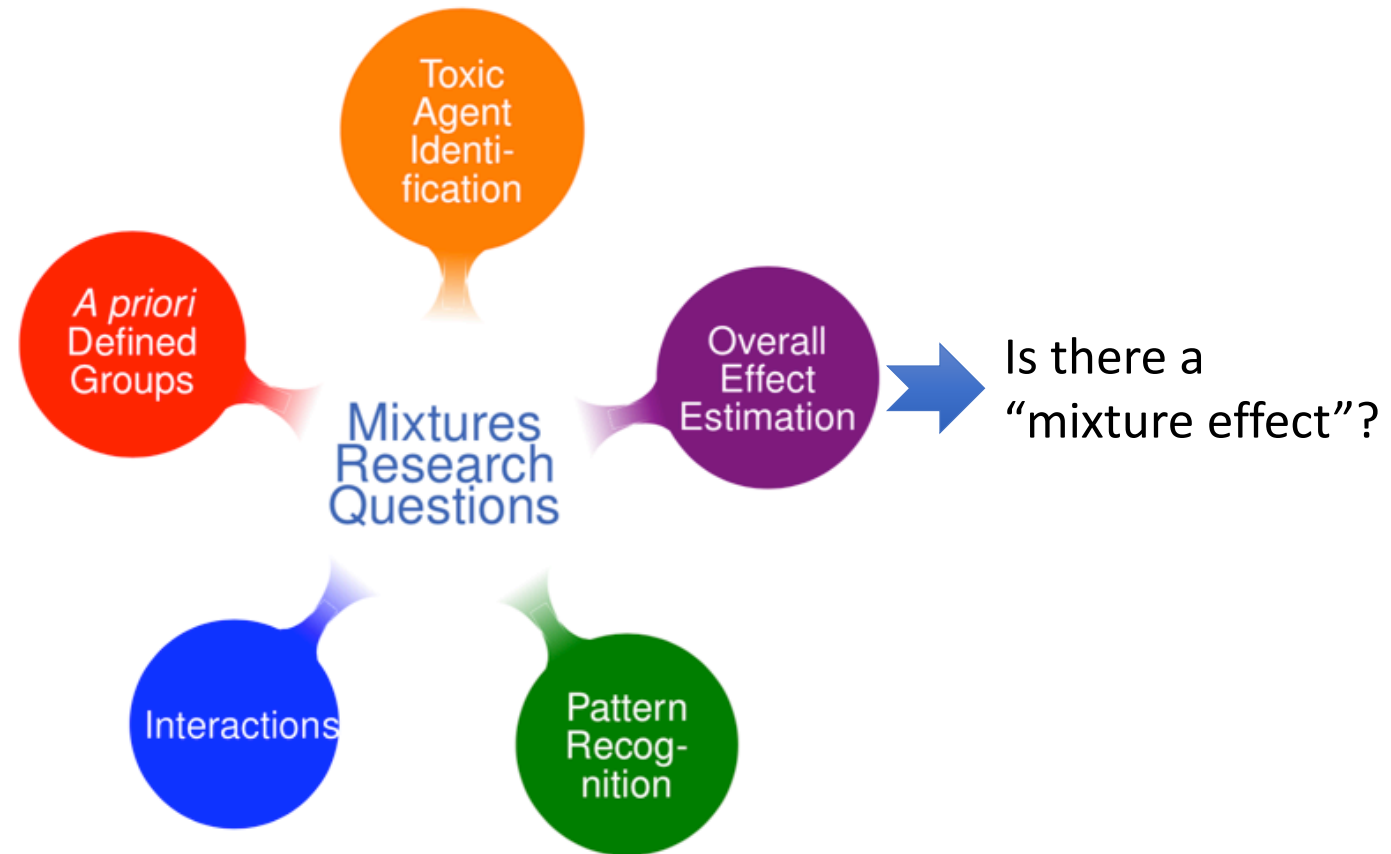 Toxic
Agent
Identi-
fication
A priori
Defined
Groups
Overall
Effect
Estimation
Is there a
“mixture effect”?
Mixtures
Research
Questions
Interactions
Pattern
Recog-
nition